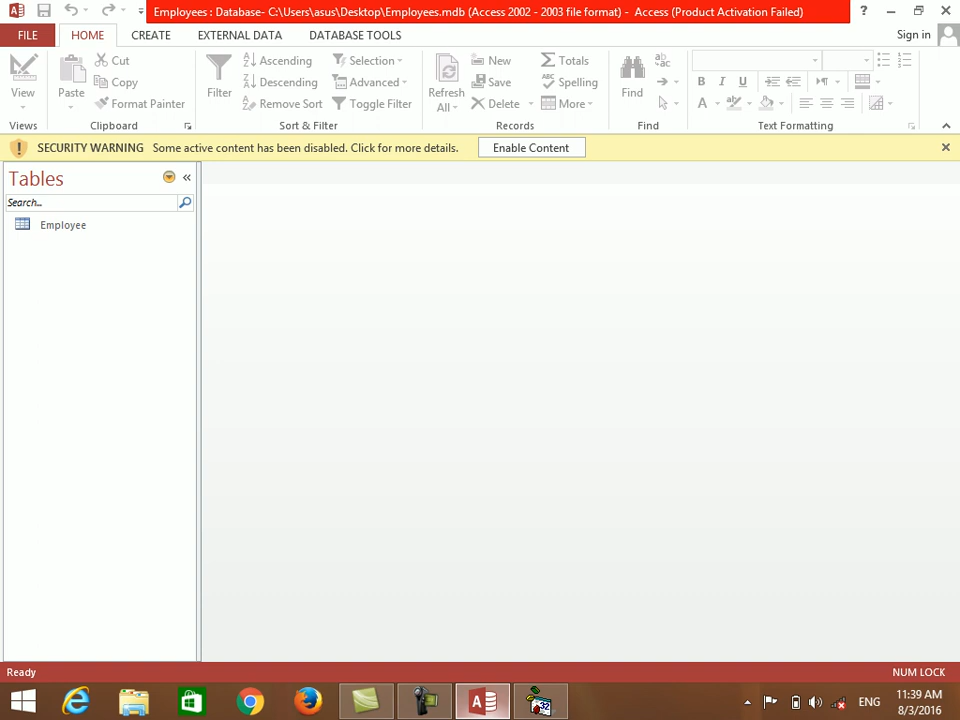 Employees : Database- C:\Users\asus\Desktop\Employees.mdb (Access 2002 - 2003 file format) - Access (Product Activation Failed)
?
FILE HOME CREATE EXTERNAL DATA DATABASE TOOLS Sign in
View
Views
Paste
Cut
Copy
Format Painter
Clipboard
Filter
Ascending
Descending
Remove Sort
Selection
Advanced
Toggle Filter
Sort & Filter
Refresh
All
New
Save
Delete
Totals
Spelling
More
Records
Find
Find
B I U
A
Text Formatting
SECURITY WARNING Some active content has been disabled. Click for more details. Enable Content
Tables
Search...
Employee
Ready NUM LOCK
32
ENG
11:39 AM
8/3/2016